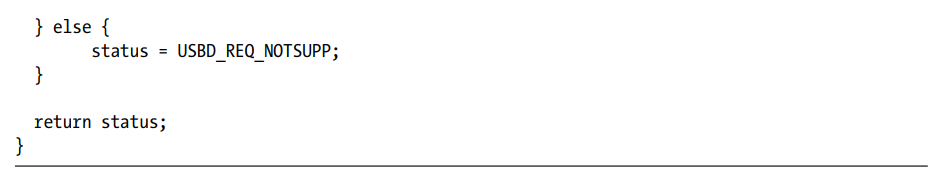 } else {
status = USBD_REQ_NOTSUPP;
}
return status;
}